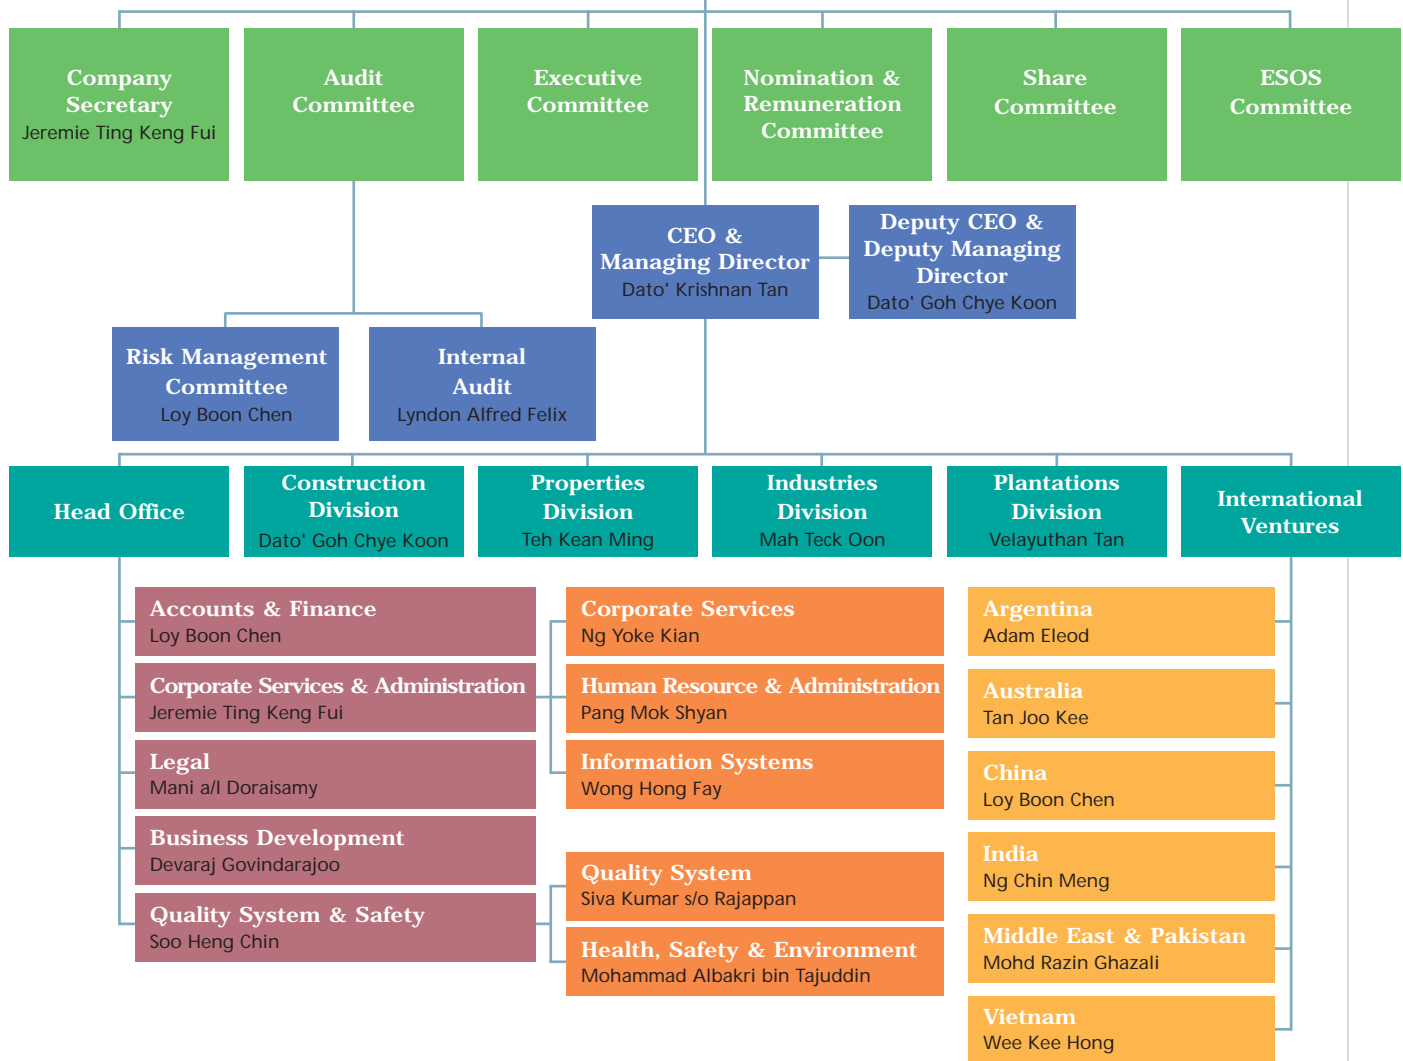 Company
Secretary
Jeremie Ting Keng Fui
Audit
Committee
Executive
Committee
Nomination &
Remuneration
Committee
Share
Committee
ESOS
Committee
CEO &
Managing Director
Dato' Krishnan Tan
Deputy CEO &
Deputy Managing
Director
Dato' Goh Chye Koon
Risk Management
Committee
Loy Boon Chen
Internal
Audit
Lyndon Alfred Felix
Head Office
Construction
Division
Dato' Goh Chye Koon
Properties
Division
Teh Kean Ming
Industries
Division
Mah Teck Oon
Plantations
Division
Velayuthan Tan
International
Ventures
Accounts & Finance
Loy Boon Chen
Corporate Services & Administration
Jeremie Ting Keng Fui
Legal
Mani a/l Doraisamy
Business Development
Devaraj Govindarajoo
Quality System & Safety
Soo Heng Chin
Corporate Services
Ng Yoke Kian
Human Resource & Administration
Pang Mok Shyan
Information Systems
Wong Hong Fay
Quality System
Siva Kumar s/o Rajappan
Health, Safety & Environment
Mohammad Albakri bin Tajuddin
Argentina
Adam Eleod
Australia
Tan Joo Kee
China
Loy Boon Chen
India
Ng Chin Meng
Middle East & Pakistan
Mohd Razin Ghazali
Vietnam
Wee Kee Hong